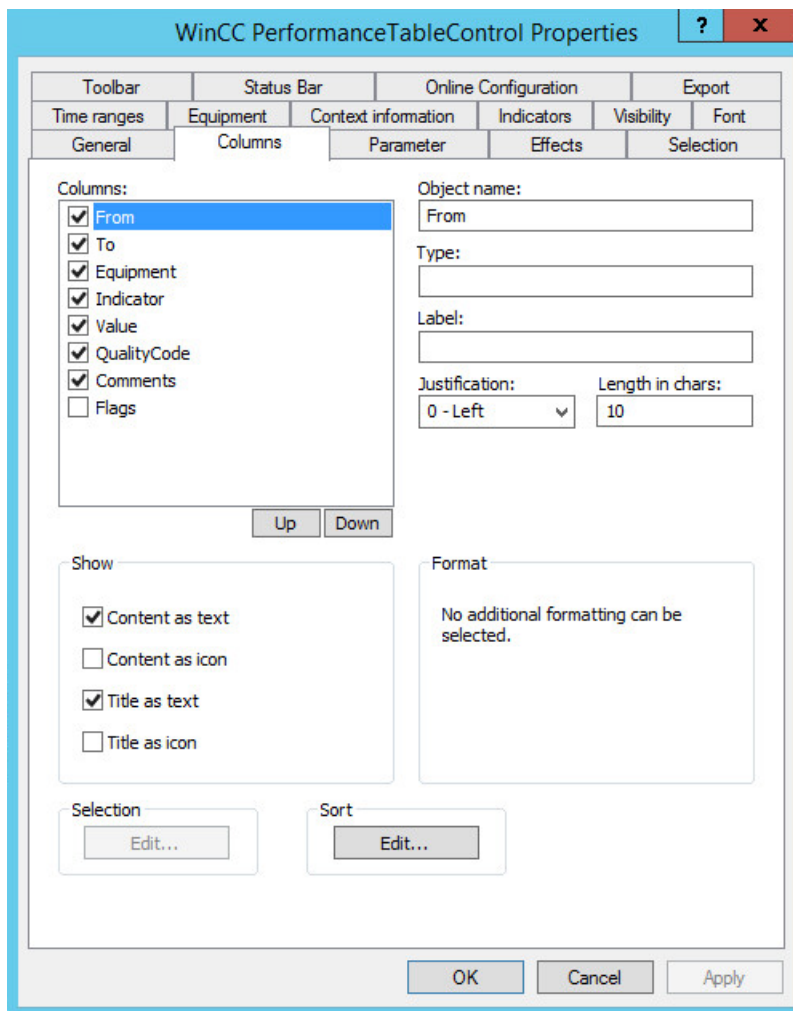 WinCC PerformanceTableControl Properties ? x
Toolbar Status Bar Online Configuration Export
Time ranges Equipment Context information Indicators Visibility Font
General Columns Parameter Effects Selection
Columns:
From
To
Equipment
Indicator
Value
QualityCode
Comments
Flags
Up Down
Object name:
From
Type:
Label:
Justification: Length in chars:
0 - Left 10
Show
Content as text
Content as icon
Title as text
Title as icon
Format
No additional formatting can be
selected.
Selection
Edit...
Sort
Edit...
OK Cancel Apply